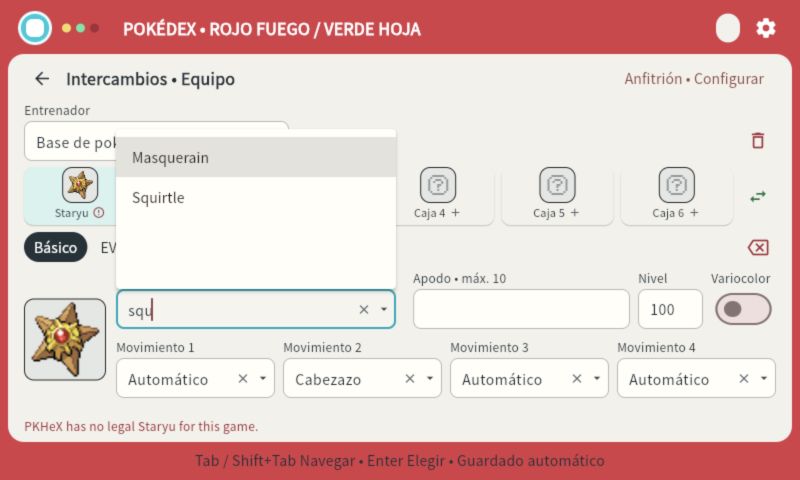 POKÉDEX • ROJO FUEGO / VERDE HOJA
Intercambios • Equipo
Anfitrión • Configurar
Entrenador
Base de
Masquerain
Squirtle
Staryu
Caja 4 +
Caja 5 +
Caja 6 +
Básico
EV
Apodo • máx. 10
Nivel
Variocolor
squ
100
Movimiento 1
Movimiento 2
Movimiento 3
Movimiento 4
Automático
Cabezazo
Automático
Automático
PKHeX has no legal Staryu for this game.
Tab / Shift+Tab Navegar • Enter Elegir • Guardado automático